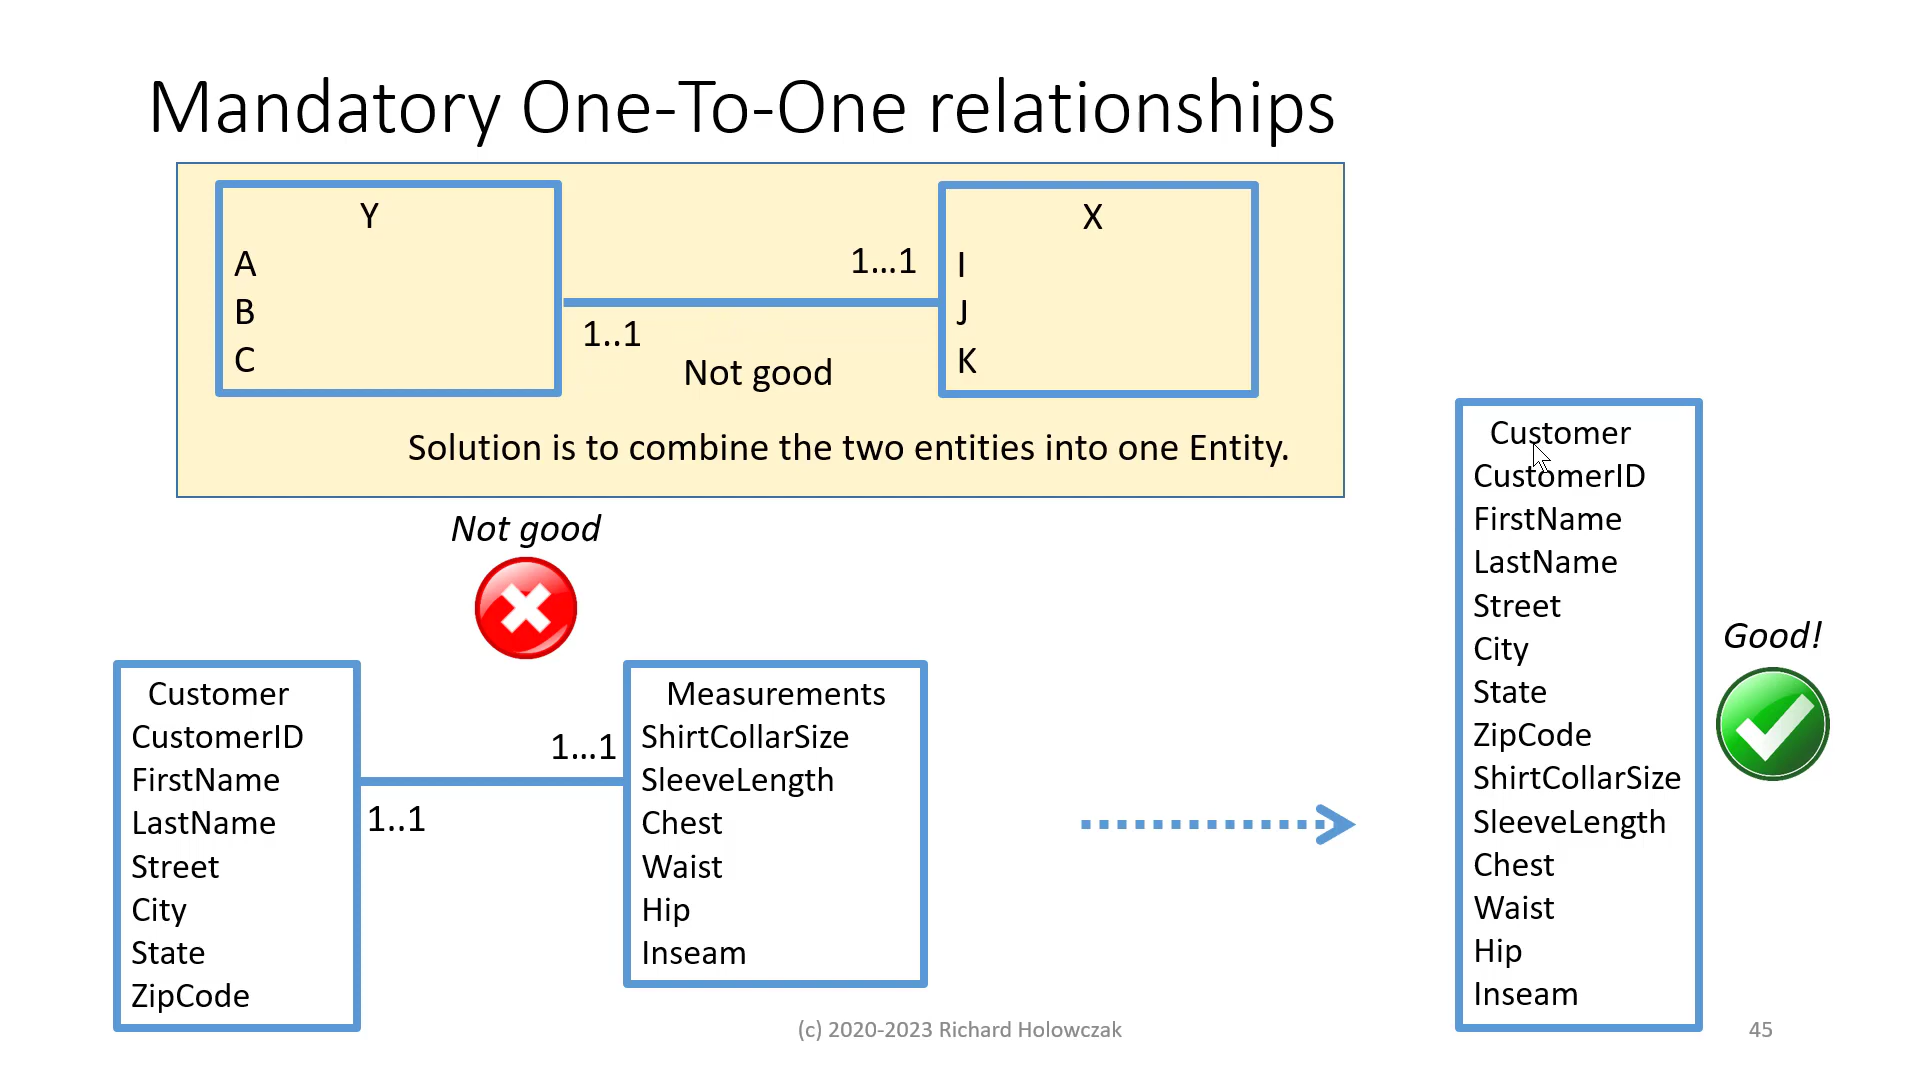 Mandatory One-To-One relationships
Y
A
B
C
1...1
1..1
Not good
X
I
J
K
Solution is to combine the two entities into one Entity.
Not good
Customer
CustomerID
FirstName
LastName
Street
City
State
ZipCode
1...1
1..1
Measurements
ShirtCollarSize
SleeveLength
Chest
Waist
Hip
Inseam
Customer
CustomerID
FirstName
LastName
Street
City
State
ZipCode
ShirtCollarSize
SleeveLength
Chest
Waist
Hip
Inseam
Good!
(c) 2020-2023 Richard Holowczak
45